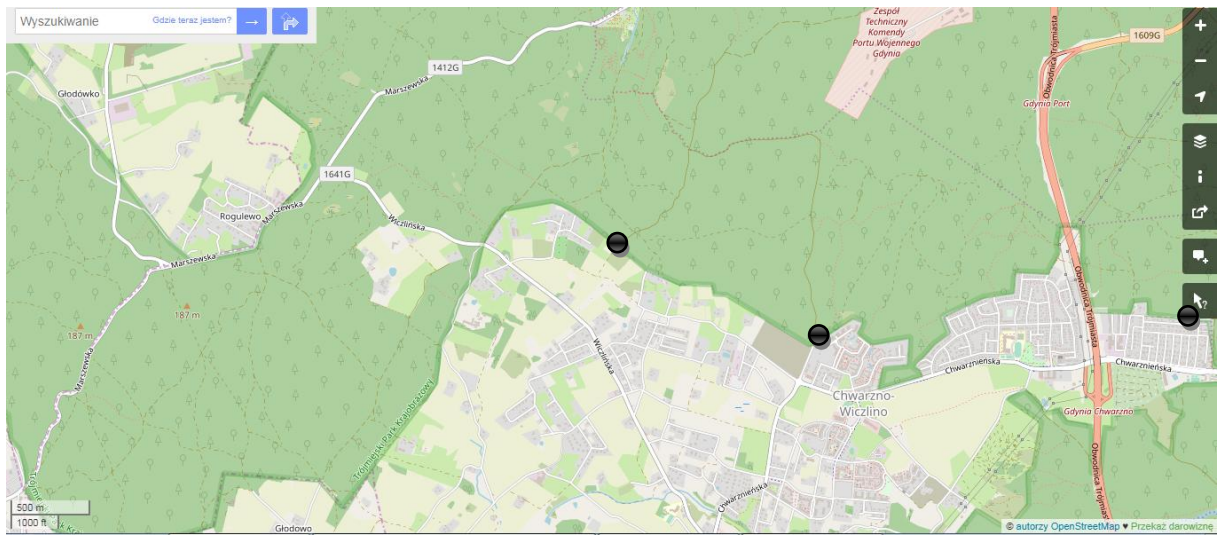 Wyszukiwanie
Gdzie teraz jestem?
→
Zespół
Techniczny
Komendy
Portu Wojennego
Gdynia
Obwodnica Trójmiasta
1609G
+
−
1412G
Marszewska
Głodówko
Gdynia Port
1641G
Rogulewo
Marszewska
Wiczlińska
Marszewska
187 m
187 m
Marszewska
Wiczlińska
Obwodnica Trójmiasta
Chwarznieńska
Chwarznieńska
Chwarzno-
Wiczlino
Gdynia Chwarzno
Trójmiejski Park Krajobrazowy
Chwarznieńska
Obwodnica Trójmiasta
500 m
1000 ft
Głodowo
© autorzy OpenStreetMap ♥ Przekaż darowiznę